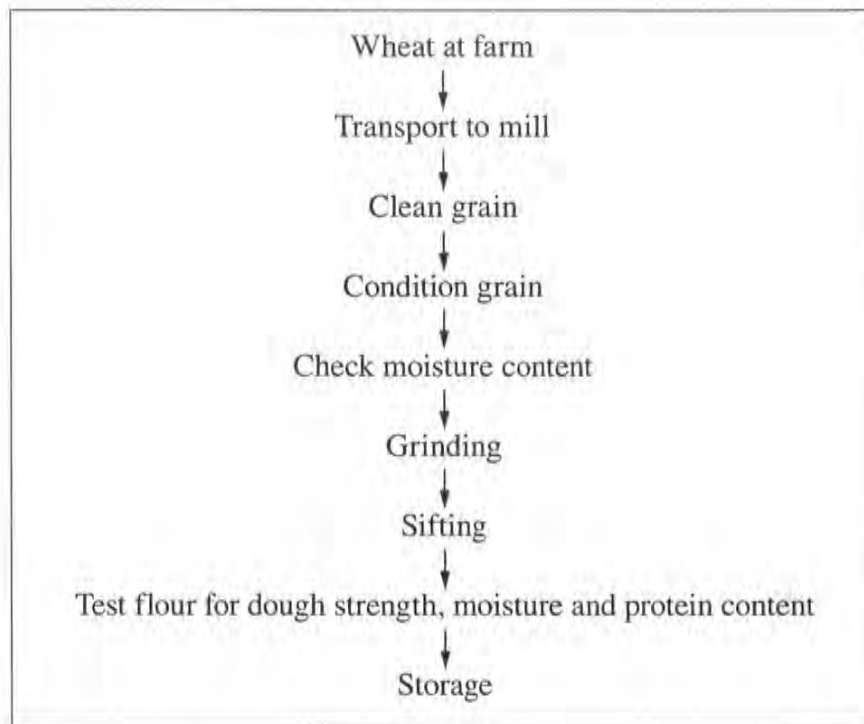 Wheat at farm
Transport to mill
Clean grain
Condition grain
Check moisture content
Grinding
Sifting
Test flour for dough strength, moisture and protein content
Storage